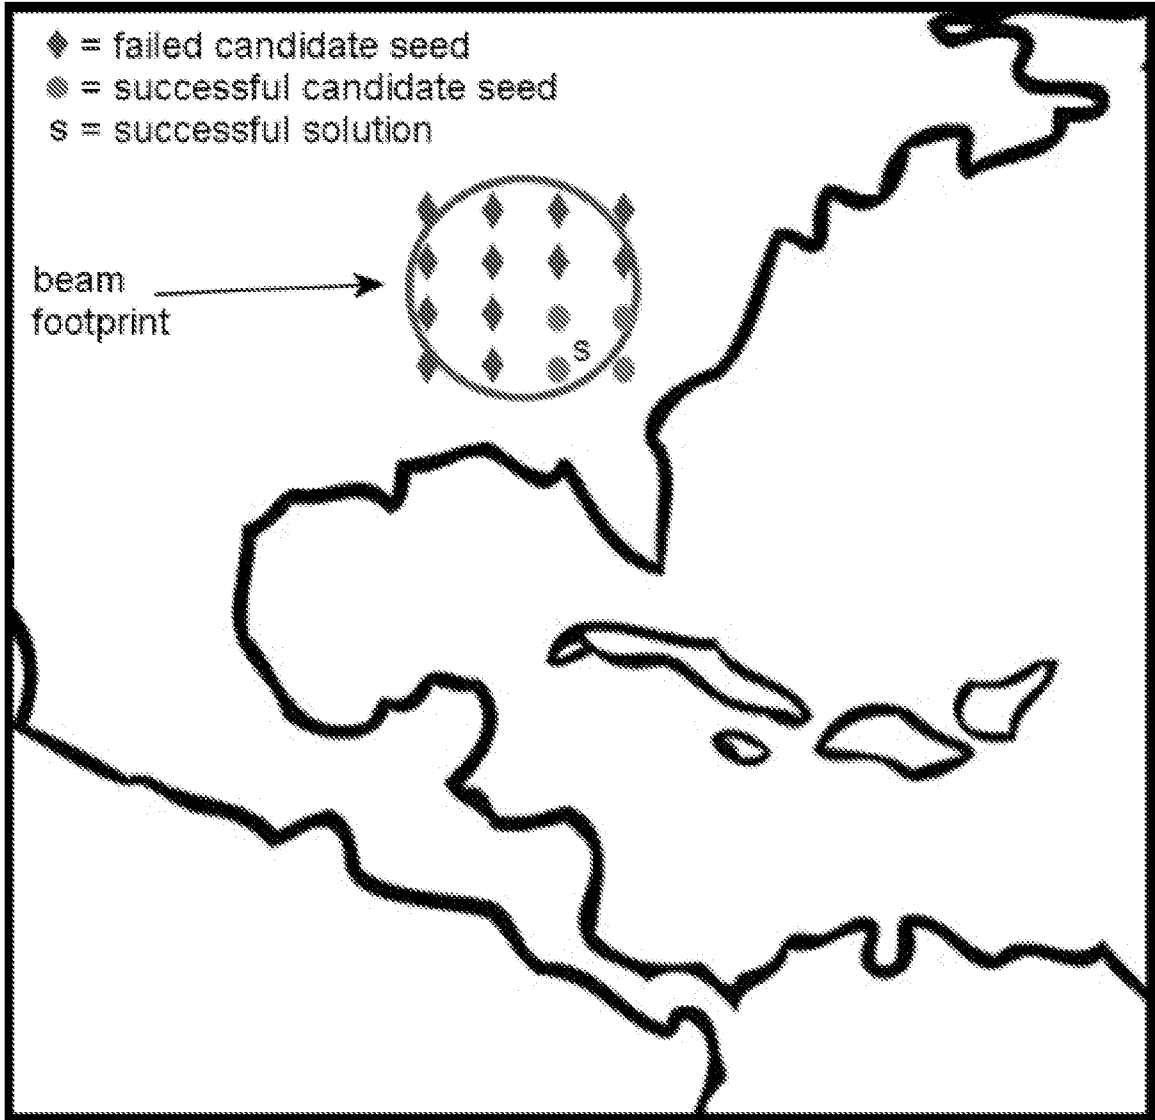 ♦ = failed candidate seed
● = successful candidate seed
s = successful solution
beam
footprint
s